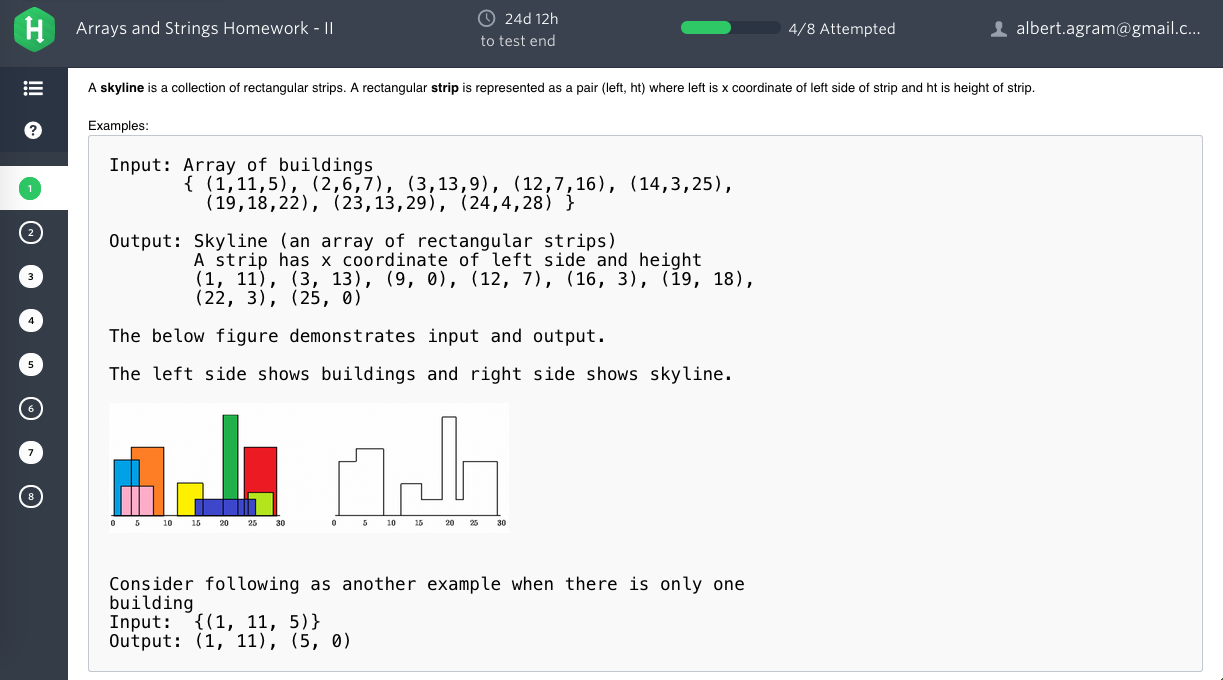 Arrays and Strings Homework - II
24d 12h
to test end
4/8 Attempted
albert.agram@gmail.c...
A skyline is a collection of rectangular strips. A rectangular strip is represented as a pair (left, ht) where left is x coordinate of left side of strip and ht is height of strip.
Examples:
?
1
2
3
4
5
6
7
8
Input: Array of buildings
{ (1,11,5), (2,6,7), (3,13,9), (12,7,16), (14,3,25),
(19,18,22), (23,13,29), (24,4,28) }
Output: Skyline (an array of rectangular strips)
A strip has x coordinate of left side and height
(1, 11), (3, 13), (9, 0), (12, 7), (16, 3), (19, 18),
(22, 3), (25, 0)
The below figure demonstrates input and output.
The left side shows buildings and right side shows skyline.
0 5 10 15 20 25 30
0 5 10 15 20 25 30
Consider following as another example when there is only one
building
Input: {(1, 11, 5)}
Output: (1, 11), (5, 0)